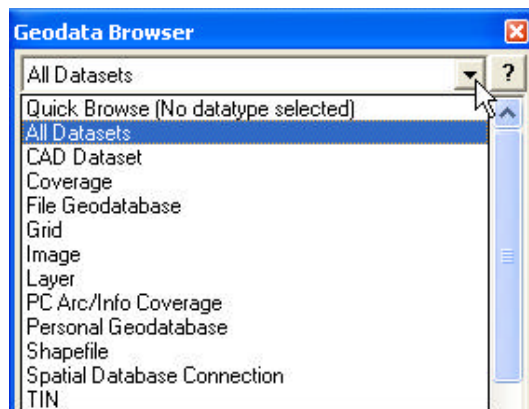 Geodata Browser
All Datasets
?
Quick Browse (No datatype selected)
All Datasets
CAD Dataset
Coverage
File Geodatabase
Grid
Image
Layer
PC Arc/Info Coverage
Personal Geodatabase
Shapefile
Spatial Database Connection
TIN